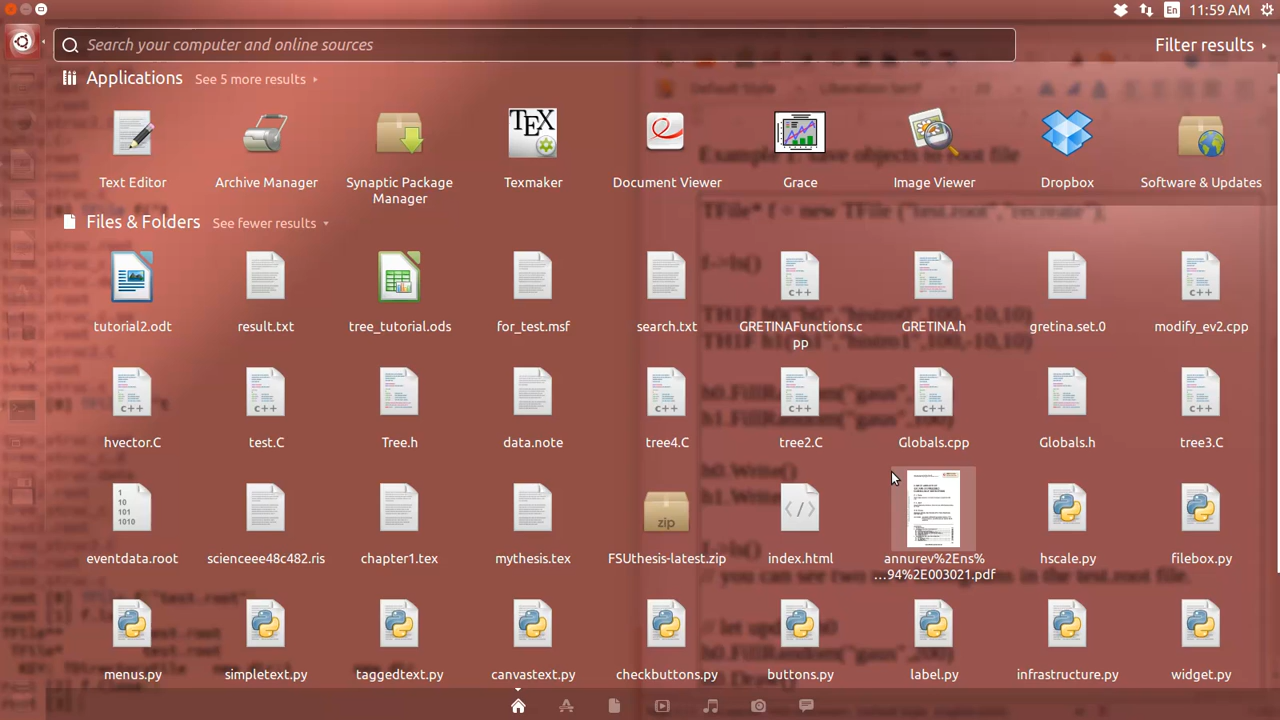 En 11:59 AM
Search your computer and online sources
Filter results
Applications See 5 more results
TEX
Text Editor Archive Manager Synaptic Package Manager Texmaker Document Viewer Grace Image Viewer Dropbox Software & Updates
Files & Folders See fewer results
tutorial2.odt result.txt tree_tutorial.ods for_test.msf search.txt GRETINAFunctions.cpp GRETINA.h gretina.set.0 modify_ev2.cpp
hvector.C test.C Tree.h data.note tree4.C tree2.C Globals.cpp Globals.h tree3.C
eventdata.root scienceee48c482.ris chapter1.tex mythesis.tex FSUthesis-latest.zip index.html annurev%2Ens%…94%2E003021.pdf hscale.py filebox.py
menus.py simpletext.py taggedtext.py canvastext.py checkbuttons.py buttons.py label.py infrastructure.py widget.py